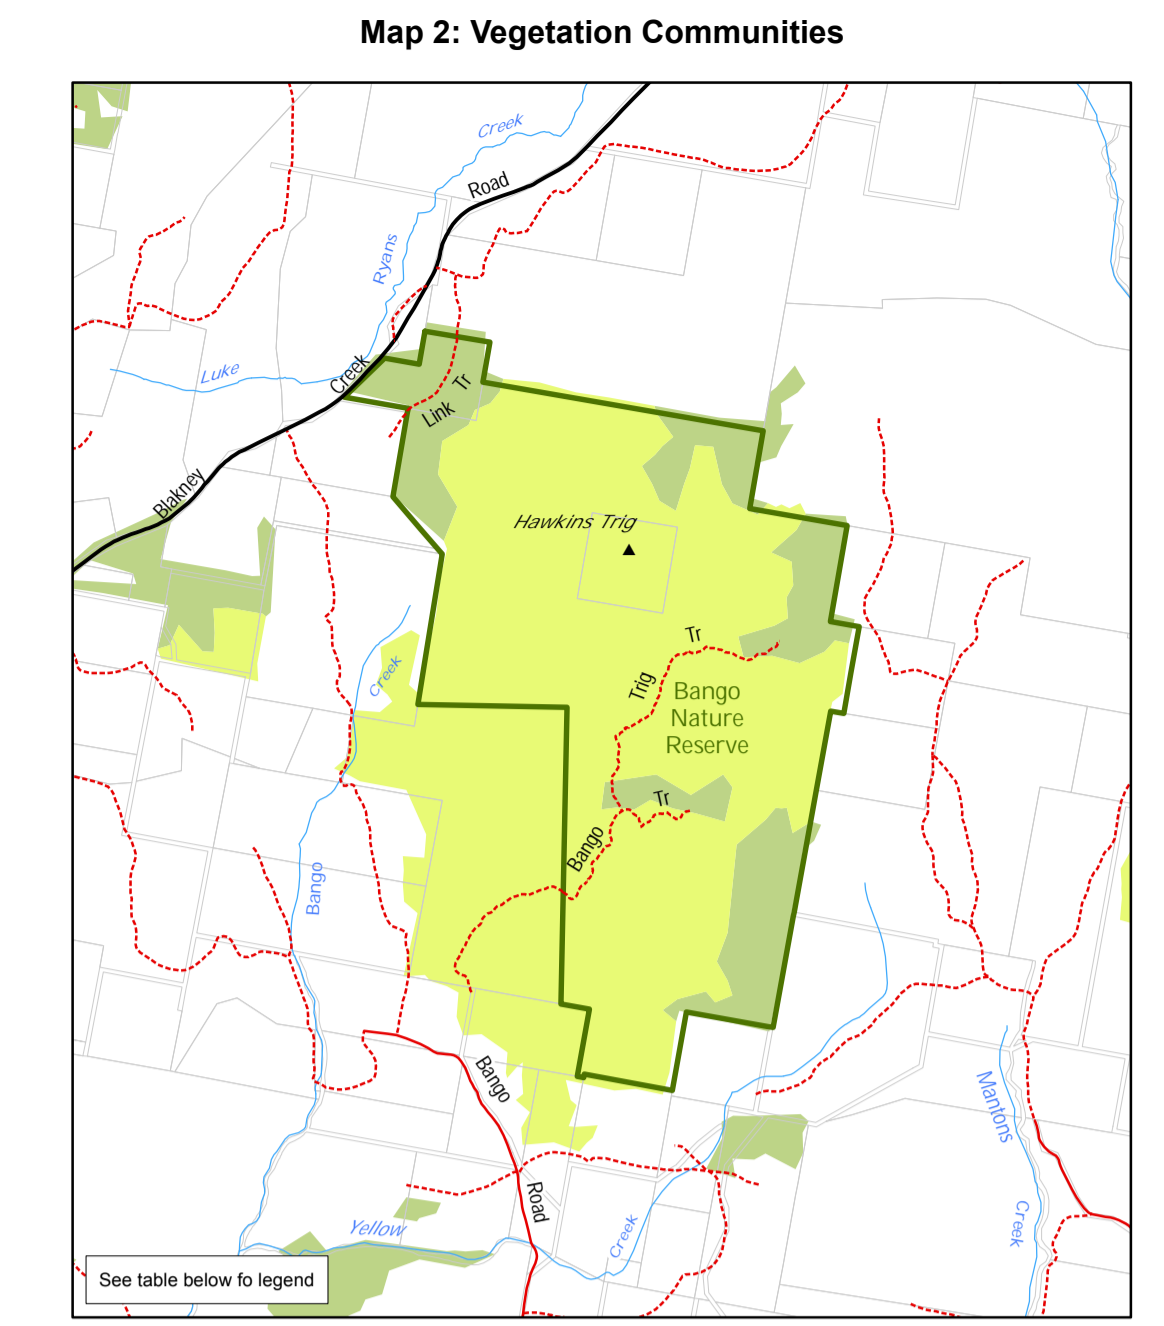 Map 2: Vegetation Communities
Creek
Road
Ryans
Luke
Creek
Tr
Link
Blakney
Hawkins Trig
Tr
Creek
Trig
Bango
Nature
Reserve
Tr
Bango
Bango
Bango
Mantons
Road
Yellow
Creek
Creek
See table below fo legend